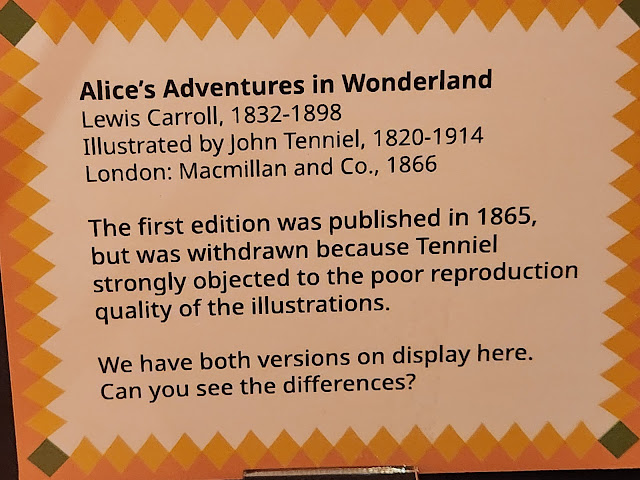 Alice's Adventures in Wonderland
Lewis Carroll, 1832-1898
Illustrated by John Tenniel, 1820-1914
London: Macmillan and Co., 1866
The first edition was published in 1865,
but was withdrawn because Tenniel
strongly objected to the poor reproduction
quality of the illustrations.
We have both versions on display here.
Can you see the differences?